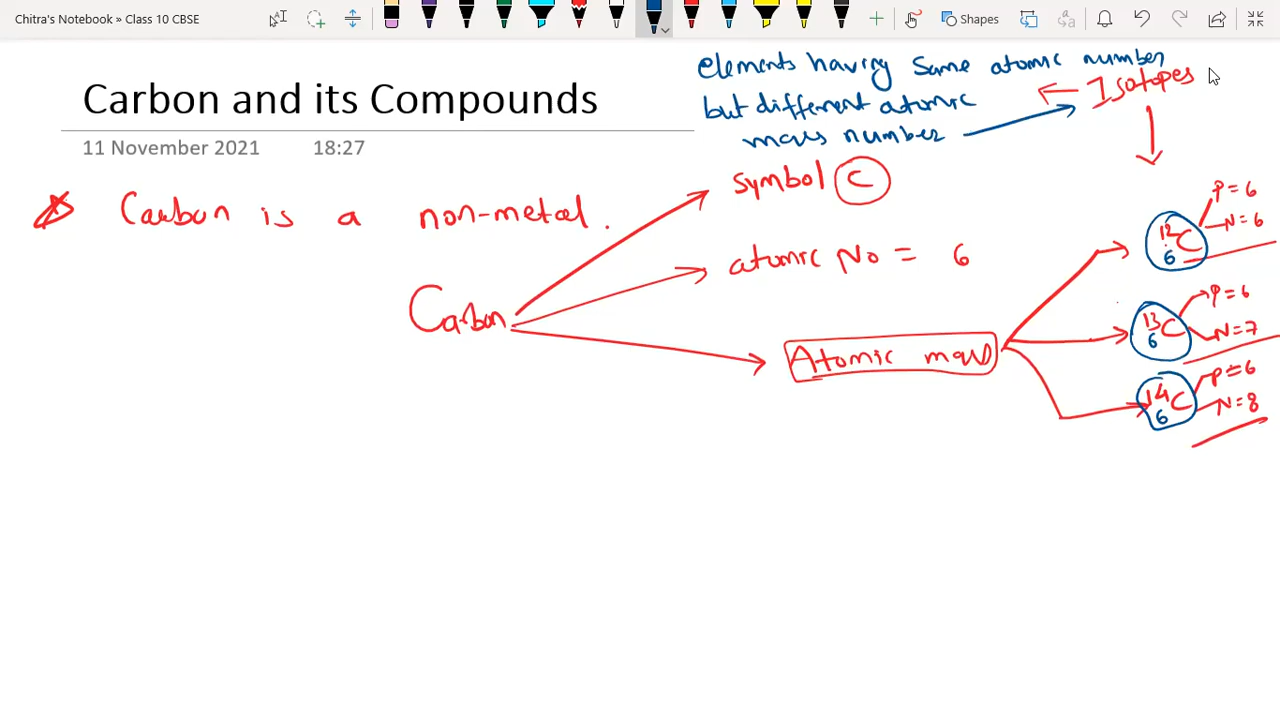 Chitra's Notebook » Class 10 CBSE
Shapes
elements having same atomic number
Isotopes
but different atomic
mass number
Carbon and its Compounds
11 November 2021 18:27
symbol C
Carbon is a non-metal.
atomic No = 6
Carbon
Atomic mass
12 6 C P = 6
N = 6
13 6 C P = 6
N = 7
14 6 C P = 6
N = 8